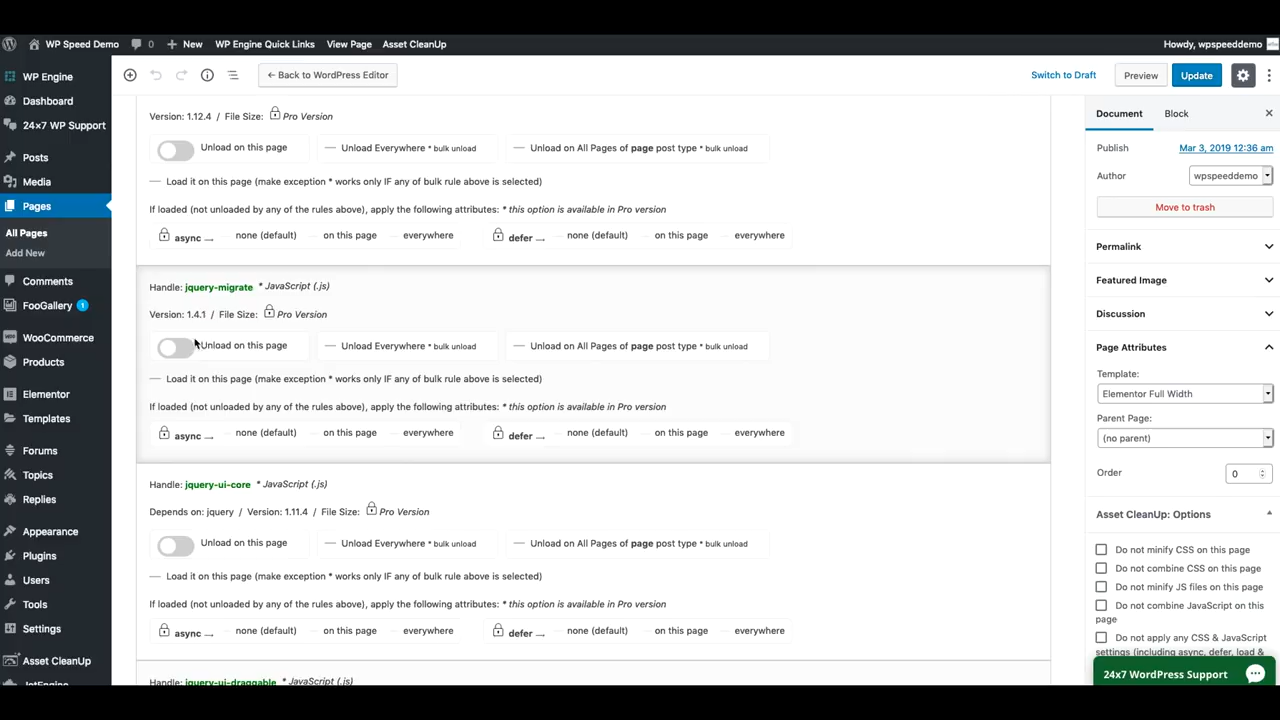 WP Speed Demo
0
New
WP Engine Quick Links
View Page
Asset CleanUp
Howdy, wpspeeddemo
WP Engine
Dashboard
24x7 WP Support
Posts
Media
Pages
All Pages
Add New
Comments
FooGallery 1
WooCommerce
Products
Elementor
Templates
Forums
Topics
Replies
Appearance
Plugins
Users
Tools
Settings
Asset CleanUp
← Back to WordPress Editor
Switch to Draft
Preview
Update
Version: 1.12.4 / File Size: Pro Version
Unload on this page
Unload Everywhere * bulk unload
Unload on All Pages of page post type * bulk unload
Load it on this page (make exception * works only IF any of bulk rule above is selected)
If loaded (not unloaded by any of the rules above), apply the following attributes: * this option is available in Pro version
async → none (default) on this page everywhere
defer → none (default) on this page everywhere
Handle: jquery-migrate * JavaScript (.js)
Version: 1.4.1 / File Size: Pro Version
Unload on this page
Unload Everywhere * bulk unload
Unload on All Pages of page post type * bulk unload
Load it on this page (make exception * works only IF any of bulk rule above is selected)
If loaded (not unloaded by any of the rules above), apply the following attributes: * this option is available in Pro version
async → none (default) on this page everywhere
defer → none (default) on this page everywhere
Handle: jquery-ui-core * JavaScript (.js)
Depends on: jquery / Version: 1.11.4 / File Size: Pro Version
Unload on this page
Unload Everywhere * bulk unload
Unload on All Pages of page post type * bulk unload
Load it on this page (make exception * works only IF any of bulk rule above is selected)
If loaded (not unloaded by any of the rules above), apply the following attributes: * this option is available in Pro version
async → none (default) on this page everywhere
defer → none (default) on this page everywhere
Handle: jquery-ui-draggable * JavaScript (.js)
Document
Block
Publish
Mar 3, 2019 12:36 am
Author
wpspeeddemo
Move to trash
Permalink
Featured Image
Discussion
Page Attributes
Template:
Elementor Full Width
Parent Page:
(no parent)
Order
0
Asset CleanUp: Options
Do not minify CSS on this page
Do not combine CSS on this page
Do not minify JS files on this page
Do not combine JavaScript on this
page
Do not apply any CSS & JavaScript
settings (including async, defer, load &
24x7 WordPress Support